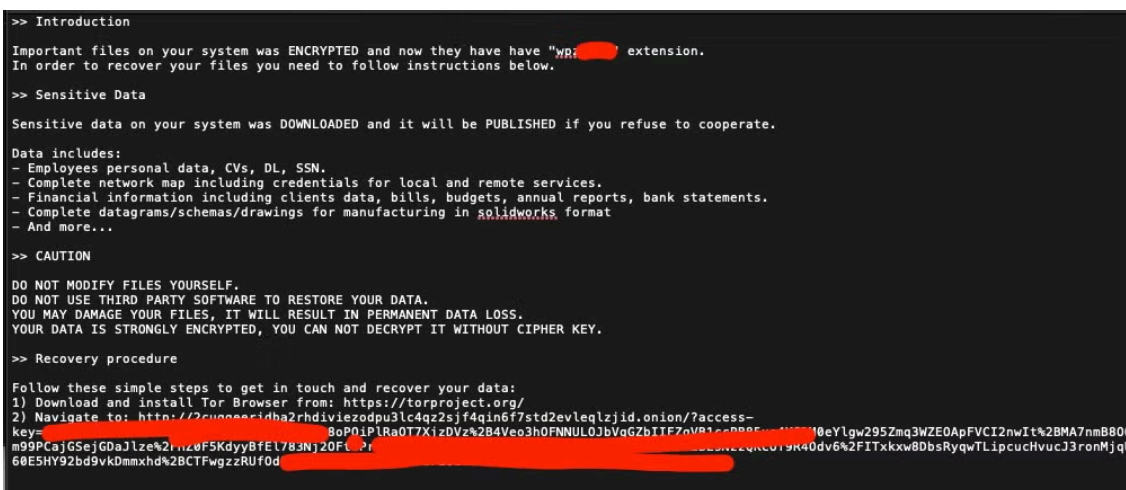 >> Introduction
Important files on your system was ENCRYPTED and now they have have "wpz extension.
In order to recover your files you need to follow instructions below.
>> Sensitive Data
Sensitive data on your system was DOWNLOADED and it will be PUBLISHED if you refuse to cooperate.
Data includes:
- Employees personal data, CVs, DL, SSN.
- Complete network map including credentials for local and remote services.
- Financial information including clients data, bills, budgets, annual reports, bank statements.
- Complete datagrams/schemas/drawings for manufacturing in solidworks format
- And more...
>> CAUTION
DO NOT MODIFY FILES YOURSELF.
DO NOT USE THIRD PARTY SOFTWARE TO RESTORE YOUR DATA.
YOU MAY DAMAGE YOUR FILES, IT WILL RESULT IN PERMANENT DATA LOSS.
YOUR DATA IS STRONGLY ENCRYPTED, YOU CAN NOT DECRYPT IT WITHOUT CIPHER KEY.
>> Recovery procedure
Follow these simple steps to get in touch and recover your data:
1) Download and install Tor Browser from: https://torproject.org/
2) Navigate to:
key=
60E5HY92bd9vkDmmxhd%2BCTFwgzzRUfOd